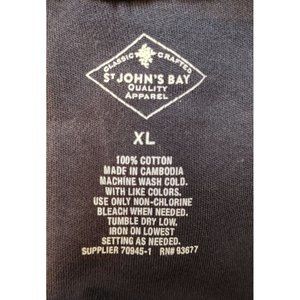 CLASSIC CRAFTED
ST JOHN'S BAY
QUALITY
APPAREL
XL
100% COTTON
MADE IN CAMBODIA
MACHINE WASH COLD.
WITH LIKE COLORS.
USE ONLY NON-CHLORINE
BLEACH WHEN NEEDED.
TUMBLE DRY LOW.
IRON ON LOWEST
SETTING AS NEEDED.
SUPPLIER 70945-1 RN# 93677